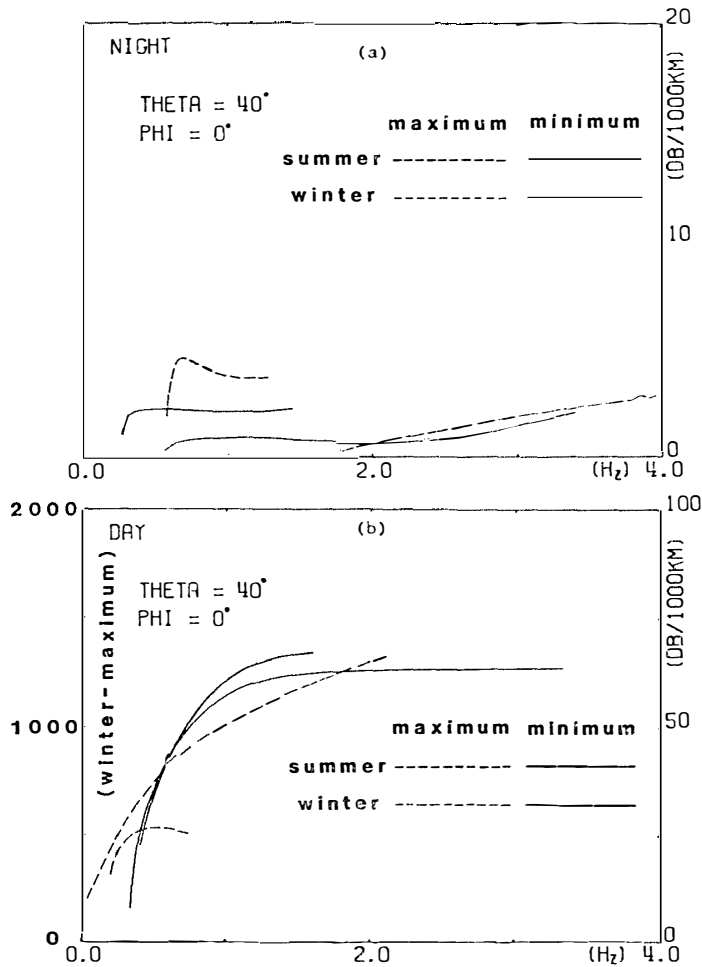 NIGHT
(a)
THETA = 40°
PHI = 0°
maximum minimum
summer
winter
20
10
0
(DB/1000KM)
0.0 2.0 (Hz) 4.0
2000
1000
0
(winter-maximum)
DAY
(b)
THETA = 40°
PHI = 0°
maximum minimum
summer
winter
100
50
0
(DB/1000KM)
0.0 2.0 (Hz) 4.0